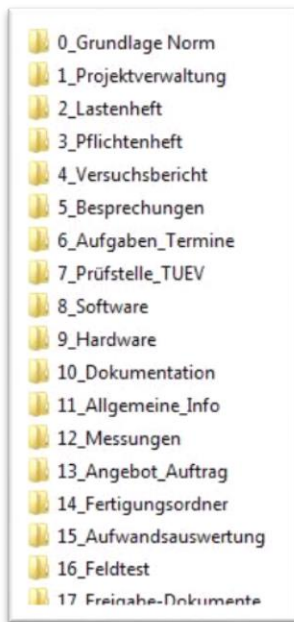 0_Grundlage Norm
1_Projektverwaltung
2_Lastenheft
3_Pflichtenheft
4_Versuchsbericht
5_Besprechungen
6_Aufgaben_Termine
7_Prüfstelle_TUEV
8_Software
9_Hardware
10_Dokumentation
11_Allgemeine_Info
12_Messungen
13_Angebot_Auftrag
14_Fertigungsordner
15_Aufwandsauswertung
16_Feldtest
17_Freigabe-Dokumente